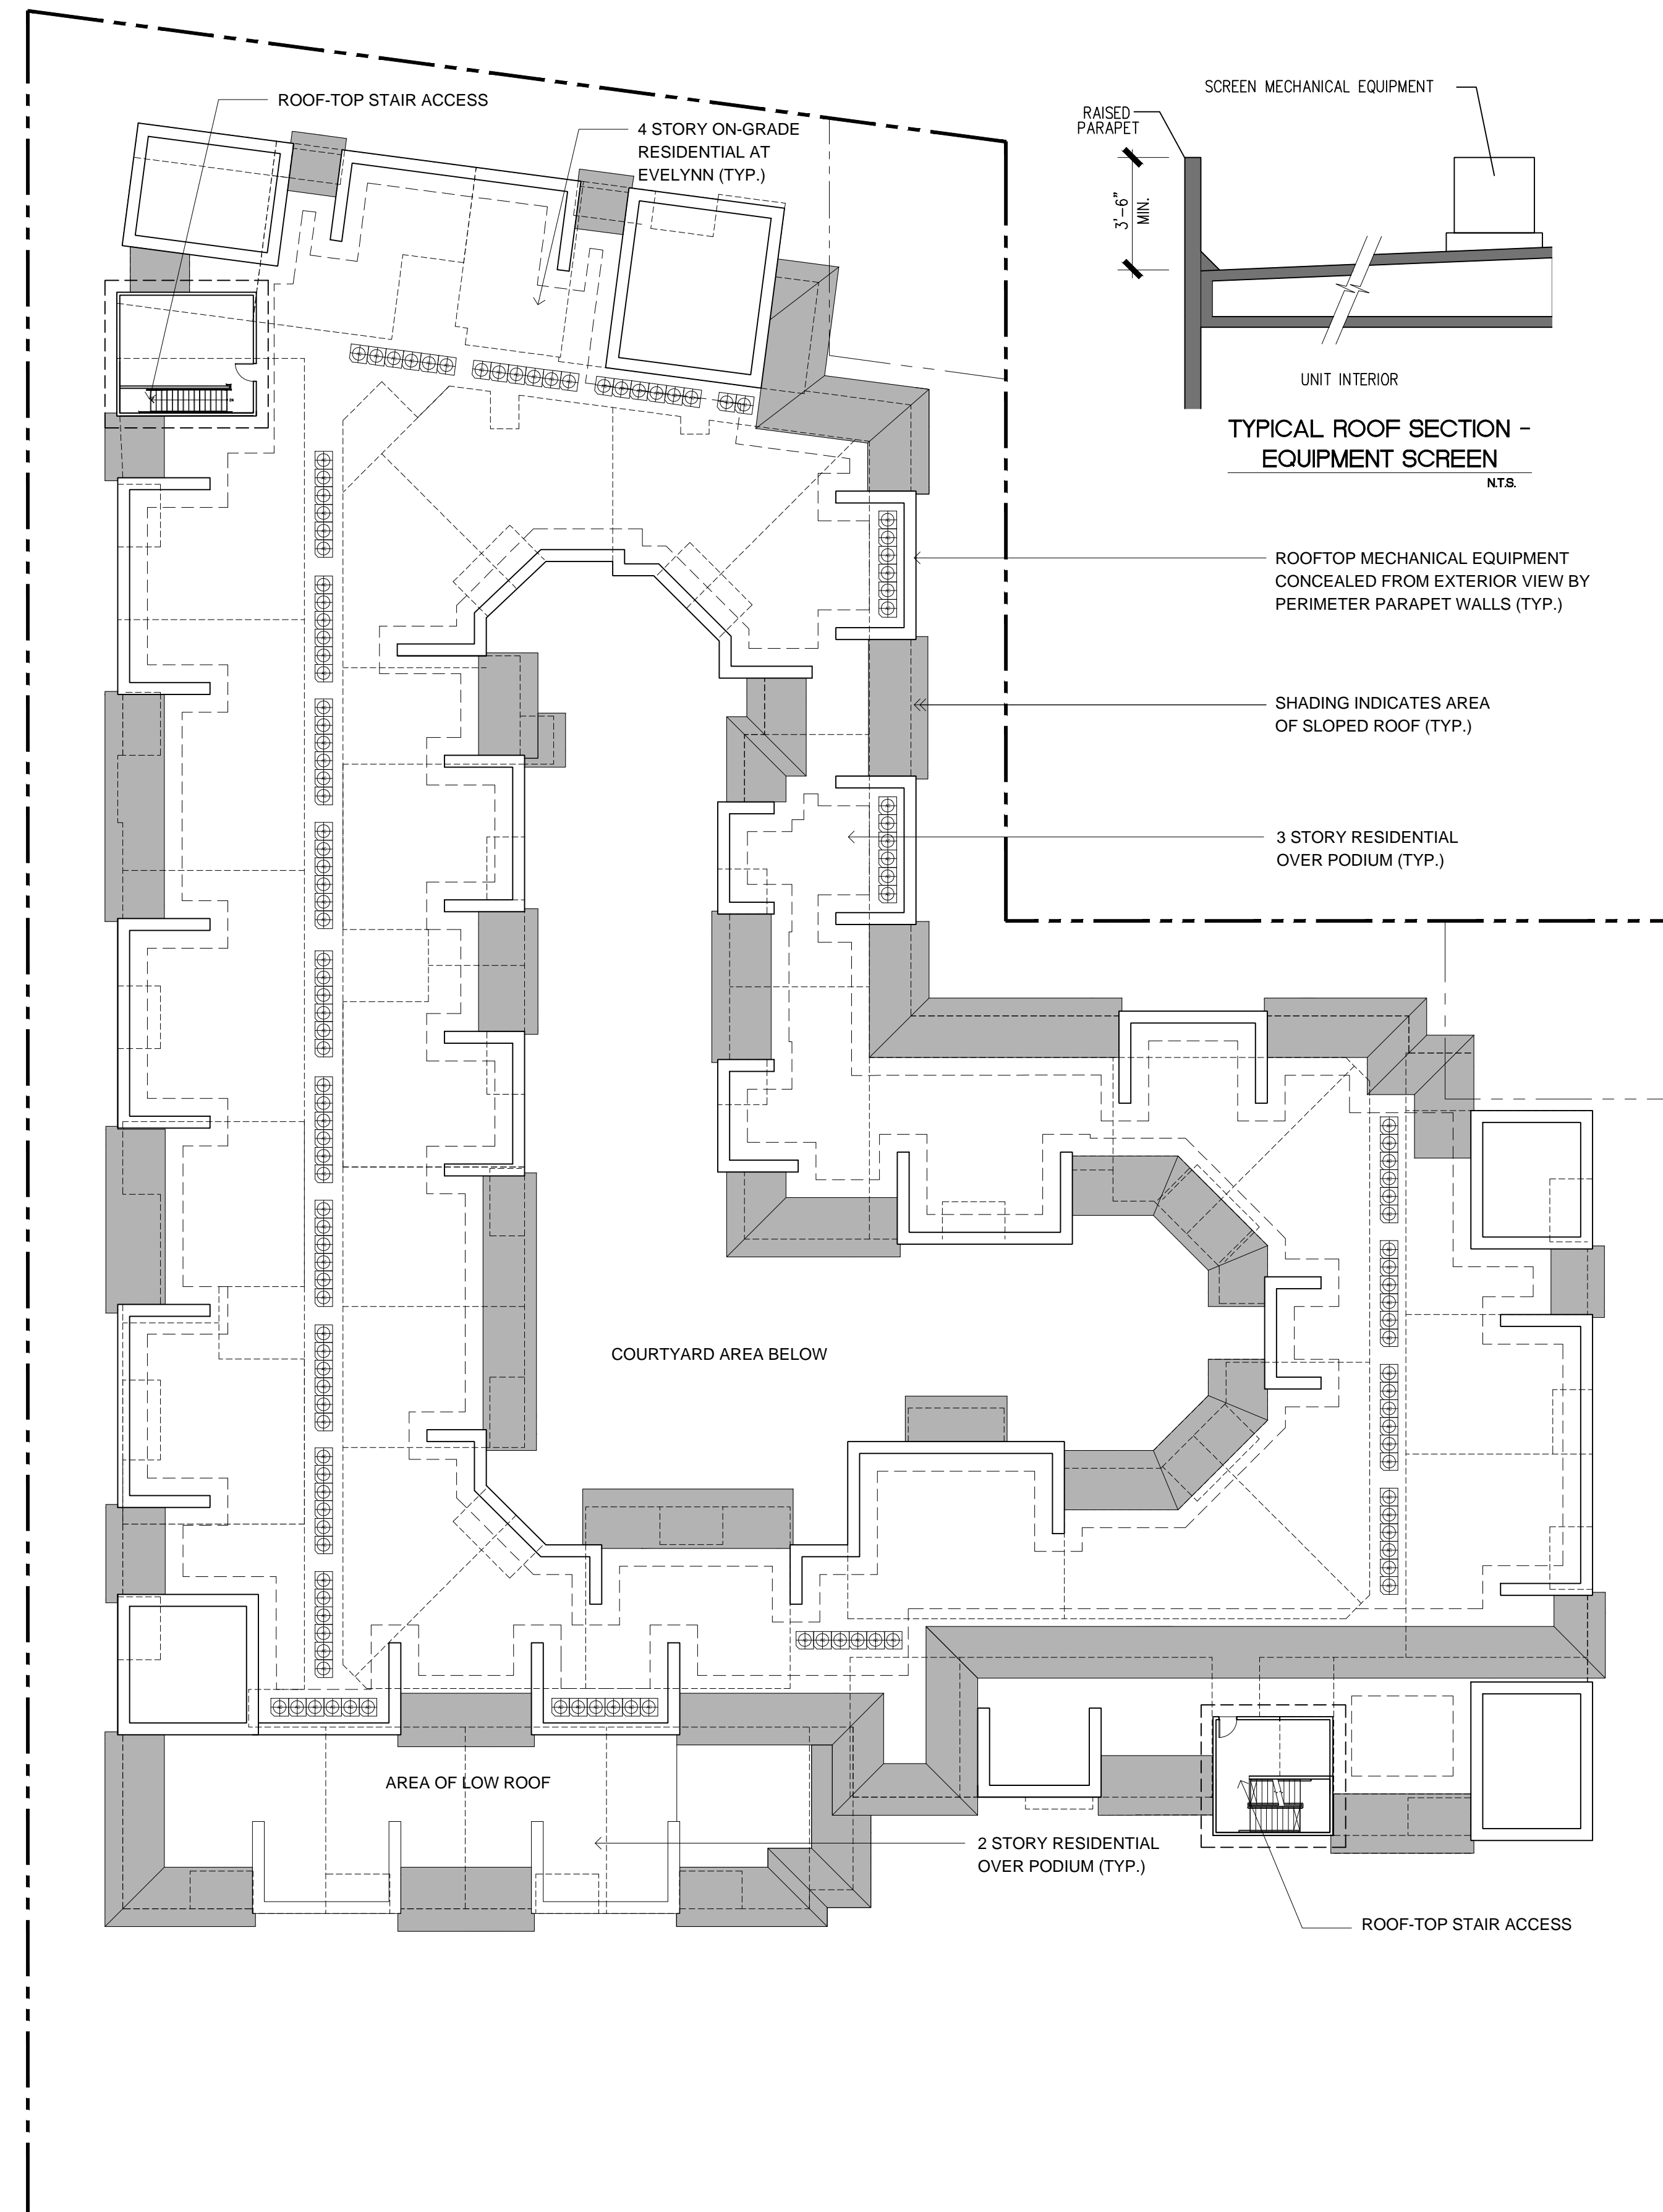 ROOF-TOP STAIR ACCESS
4 STORY ON-GRADE
RESIDENTIAL AT
EVELYNN (TYP.)
SCREEN MECHANICAL EQUIPMENT
RAISED
PARAPET
3'-6"
MIN.
UNIT INTERIOR
TYPICAL ROOF SECTION -
EQUIPMENT SCREEN
N.T.S.
ROOFTOP MECHANICAL EQUIPMENT
CONCEALED FROM EXTERIOR VIEW BY
PERIMETER PARAPET WALLS (TYP.)
SHADING INDICATES AREA
OF SLOPED ROOF (TYP.)
3 STORY RESIDENTIAL
OVER PODIUM (TYP.)
COURTYARD AREA BELOW
AREA OF LOW ROOF
2 STORY RESIDENTIAL
OVER PODIUM (TYP.)
ROOF-TOP STAIR ACCESS